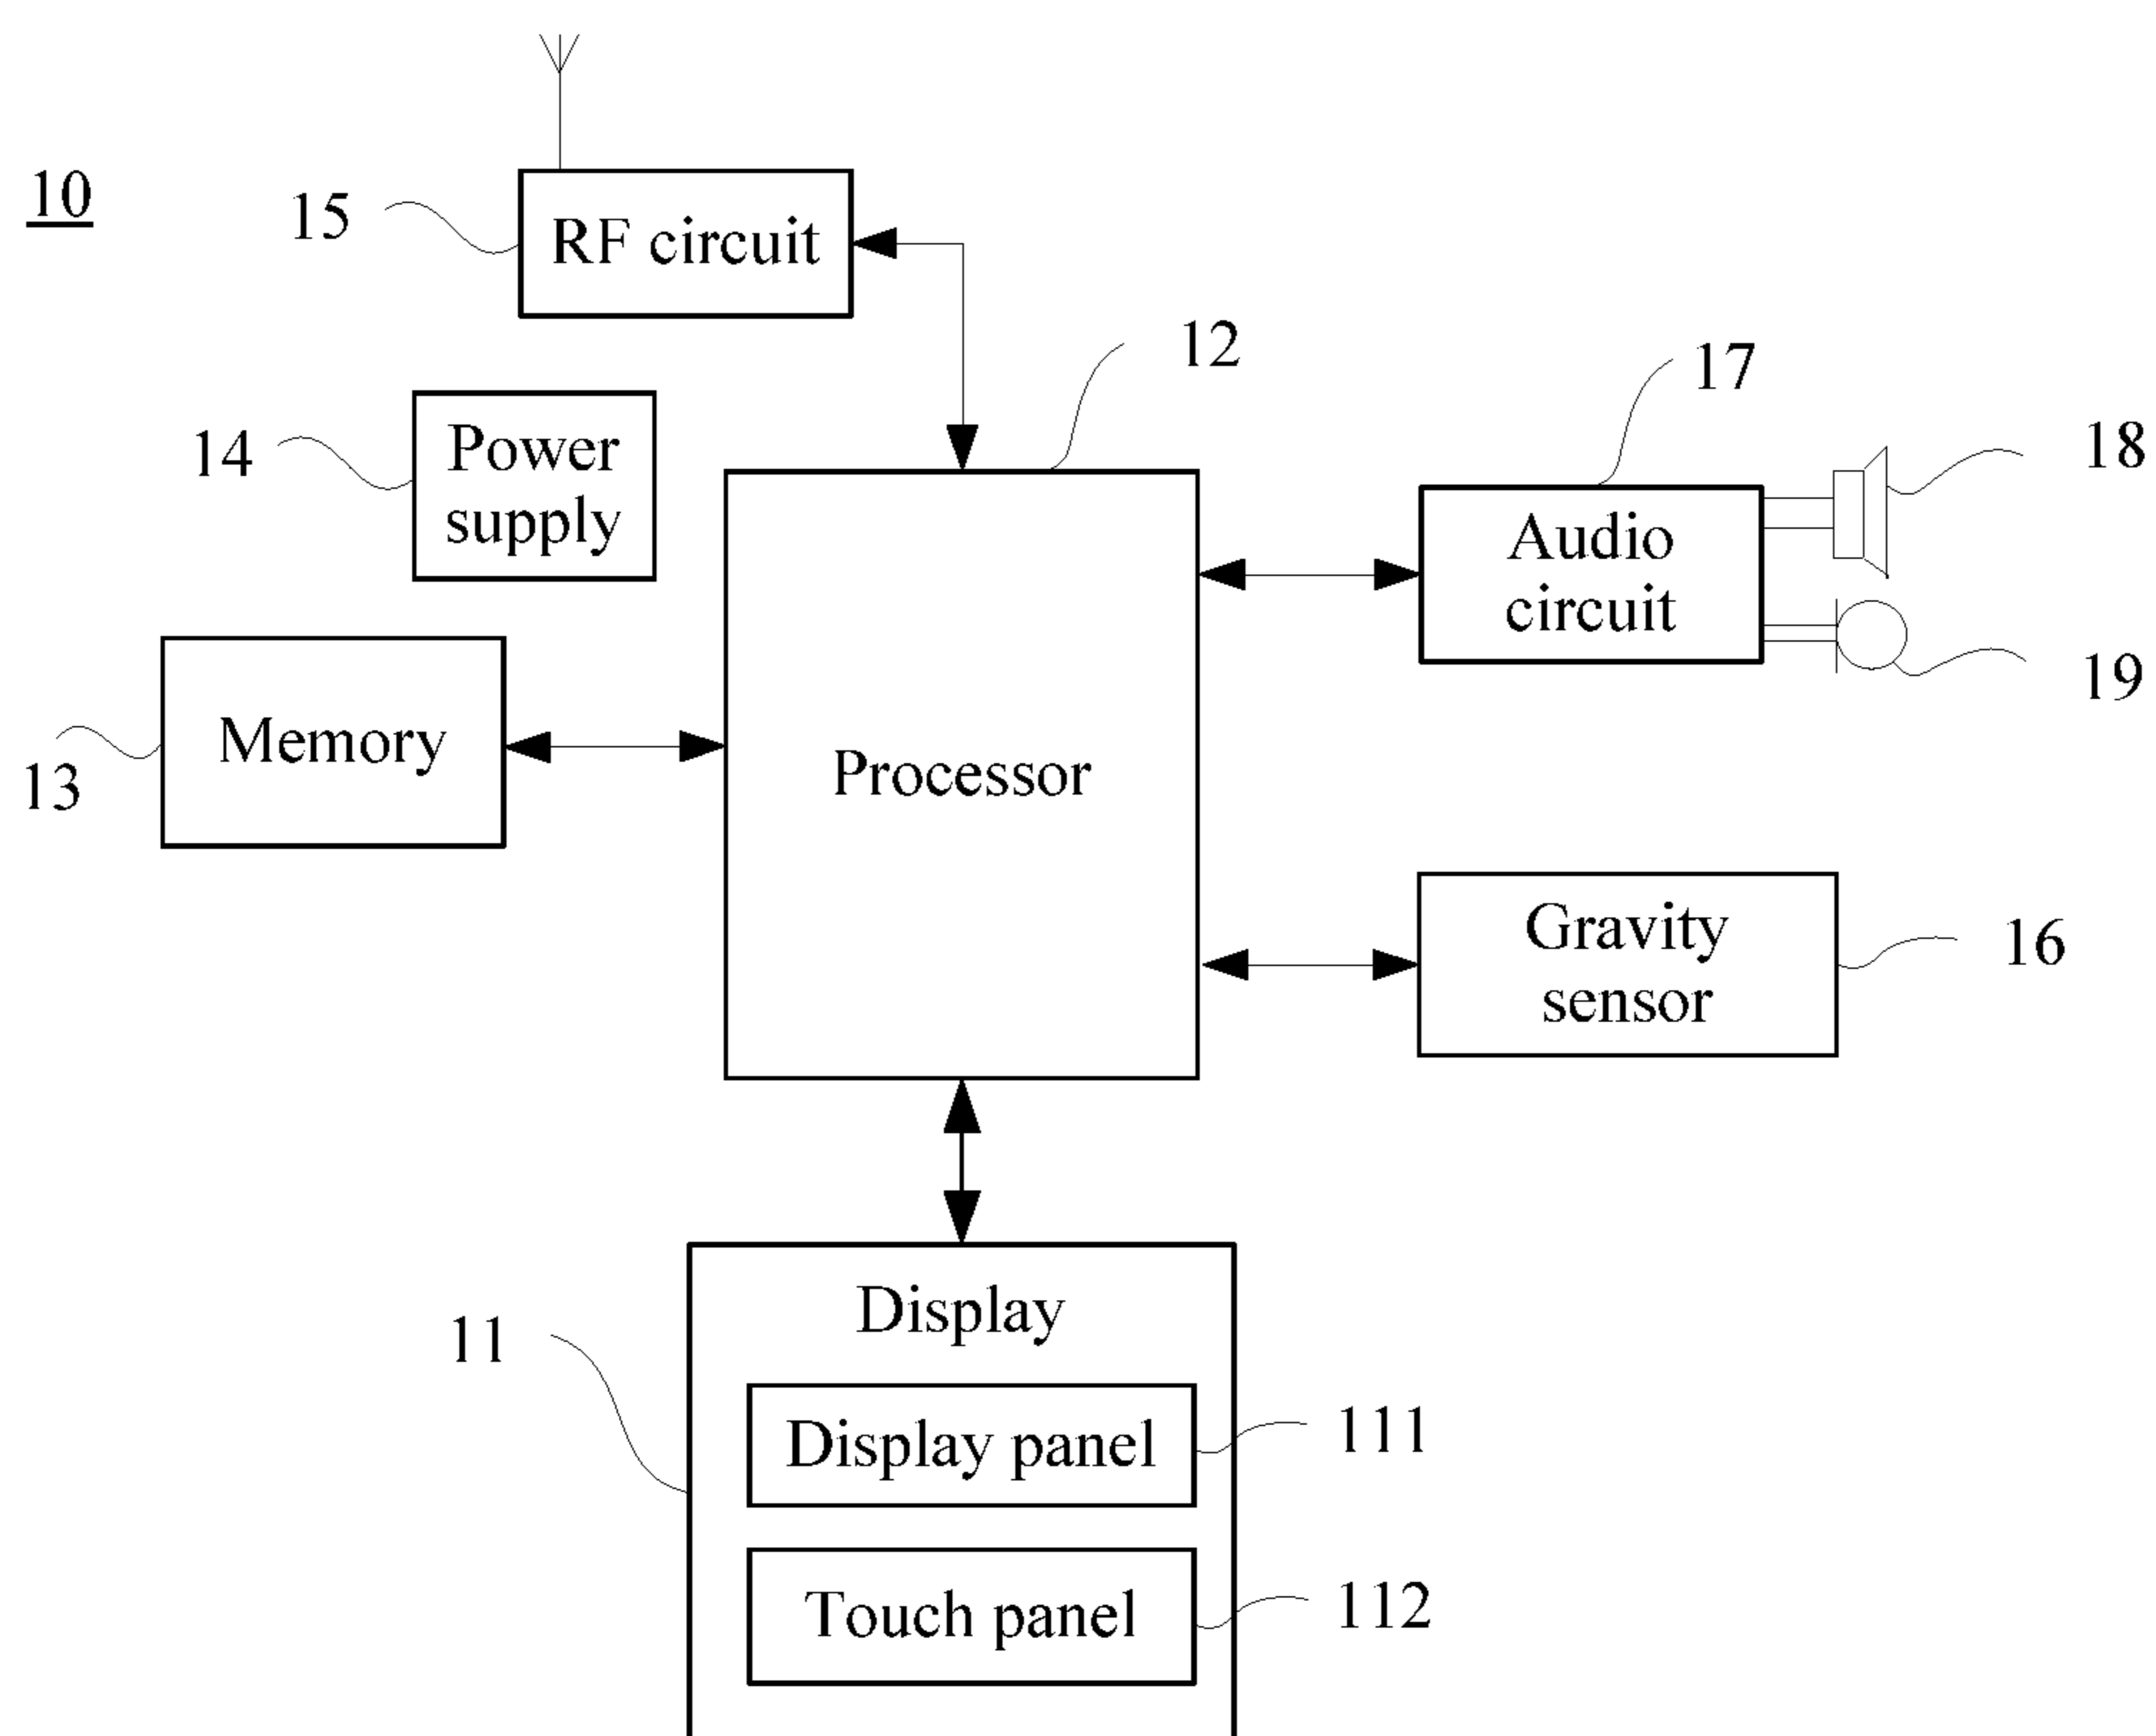 10
15
RF circuit
12
17
18
14
Power
supply
Audio
circuit
19
13
Memory
Processor
Gravity
sensor
16
11
Display
Display panel
111
Touch panel
112